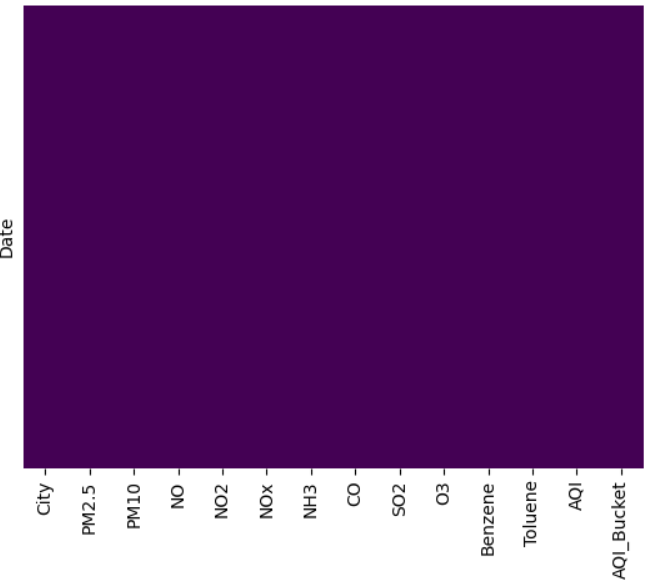 Date
City
PM2.5
PM10
NO
NO2
NOx
NH3
CO
SO2
O3
Benzene
Toluene
AQI
AQI_Bucket